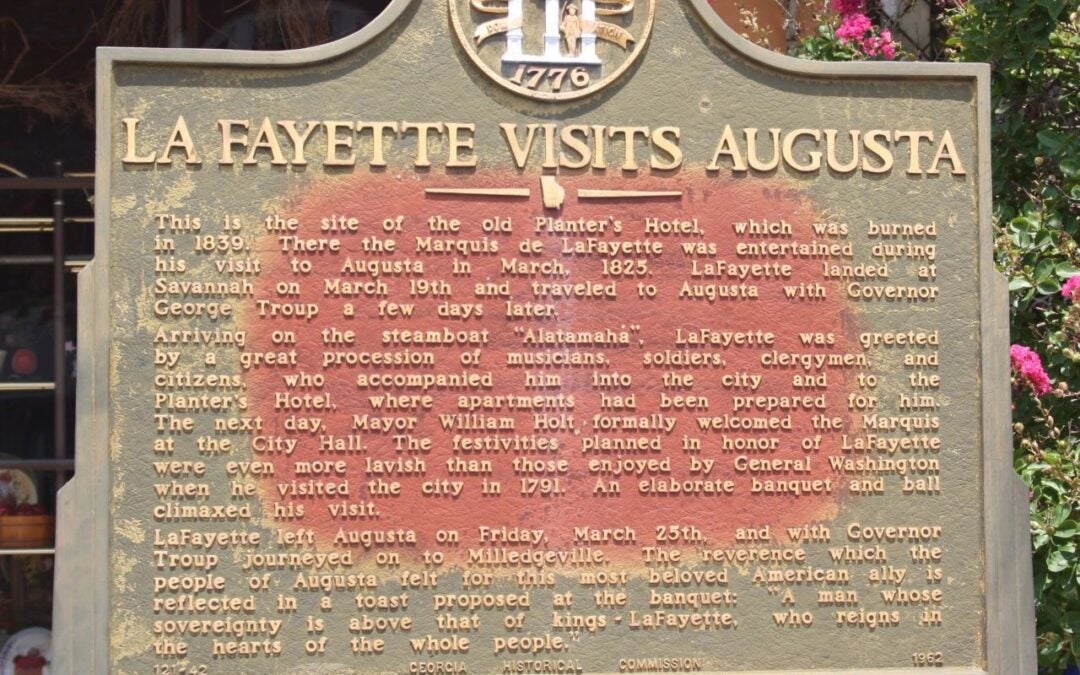 1776
LA FAYETTE VISITS AUGUSTA
This is the site of the old Planter's Hotel, which was burned
in 1839. There the Marquis de LaFayette was entertained during
his visit to Augusta in March, 1825. LaFayette landed at
Savannah on March 19th and traveled to Augusta with Governor
George Troup a few days later.
Arriving on the steamboat "Alatamaha", LaFayette was greeted
by a great procession of musicians, soldiers, clergymen, and
citizens, who accompanied him into the city and to the
Planter's Hotel, where apartments had been prepared for him.
The next day, Mayor William Holt formally welcomed the Marquis
at the City Hall. The festivities planned in honor of LaFayette
were even more lavish than those enjoyed by General Washington
when he visited the city in 1791. An elaborate banquet and ball
climaxed his visit.
LaFayette left Augusta on Friday, March 25th, and with Governor
Troup journeyed on to Milledgeville. The reverence which the
people of Augusta felt for this most beloved American ally is
reflected in a toast proposed at the banquet: "A man whose
sovereignty is above that of kings - LaFayette, who reigns in
the hearts of the whole people."
121-42 GEORGIA HISTORICAL COMMISSION 1962